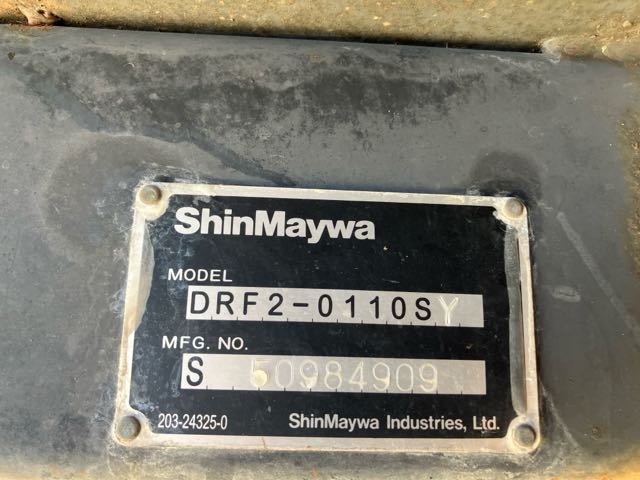 ShinMaywa
MODEL
DRF2-0110SY
MFG. NO.
S 50984909
203-24325-0 ShinMaywa Industries, Ltd.